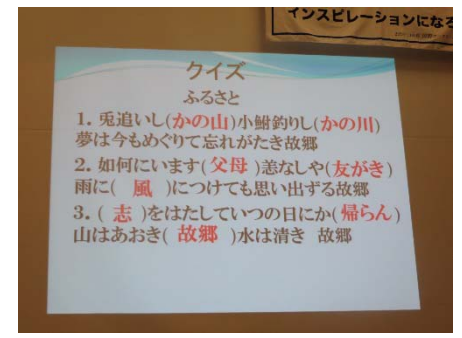 インスピレーションになろ
クイズ
ふるさと
1. 兎追いし(かの山)小鮒釣りし(かの川)
夢は今もめぐりて忘れがたき故郷
2. 如何にいます(父母)恙なしや(友がき)
雨に( 風 )につけても思い出ずる故郷
3. ( 志 )をはたしていつの日にか(帰らん)
山はあおき( 故郷 )水は清き 故郷